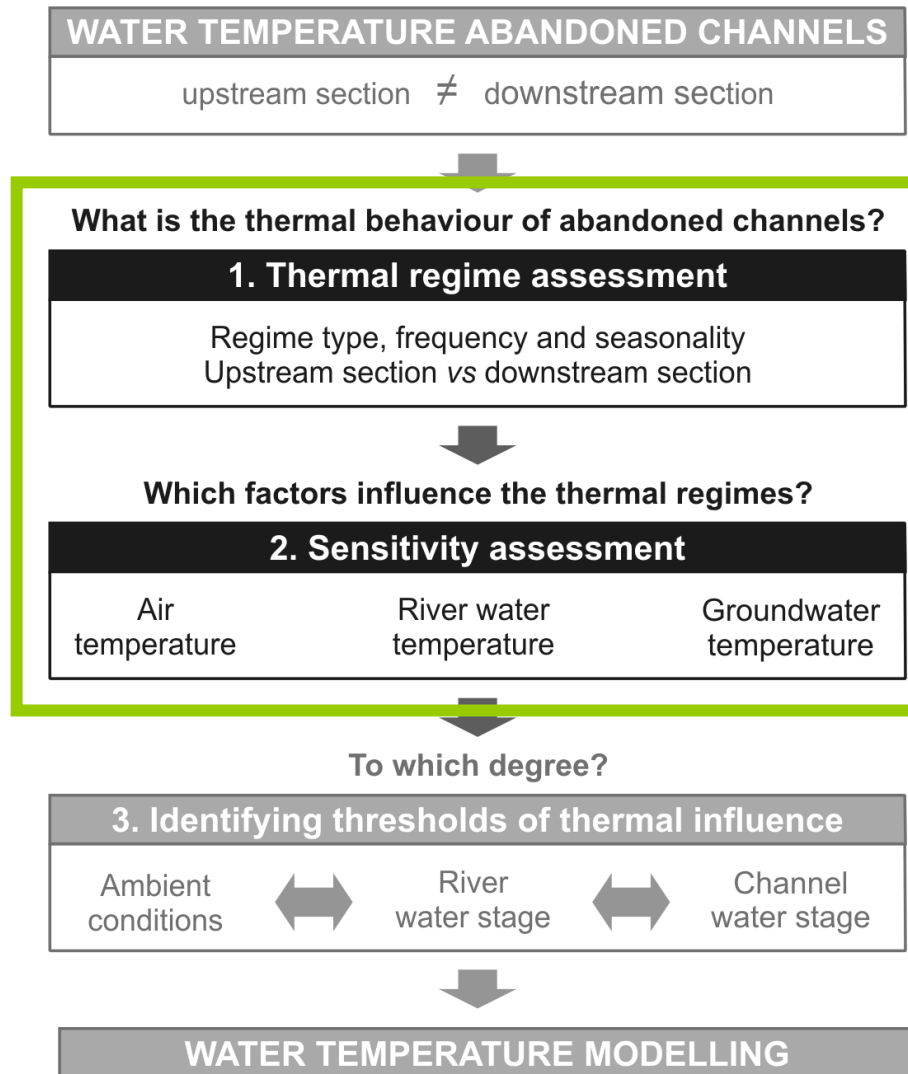 WATER TEMPERATURE ABANDONED CHANNELS
upstream section ≠ downstream section
What is the thermal behaviour of abandoned channels?
1. Thermal regime assessment
Regime type, frequency and seasonality
Upstream section vs downstream section
Which factors influence the thermal regimes?
2. Sensitivity assessment
Air
temperature
River water
temperature
Groundwater
temperature
To which degree?
3. Identifying thresholds of thermal influence
Ambient
conditions
River
water stage
Channel
water stage
WATER TEMPERATURE MODELLING